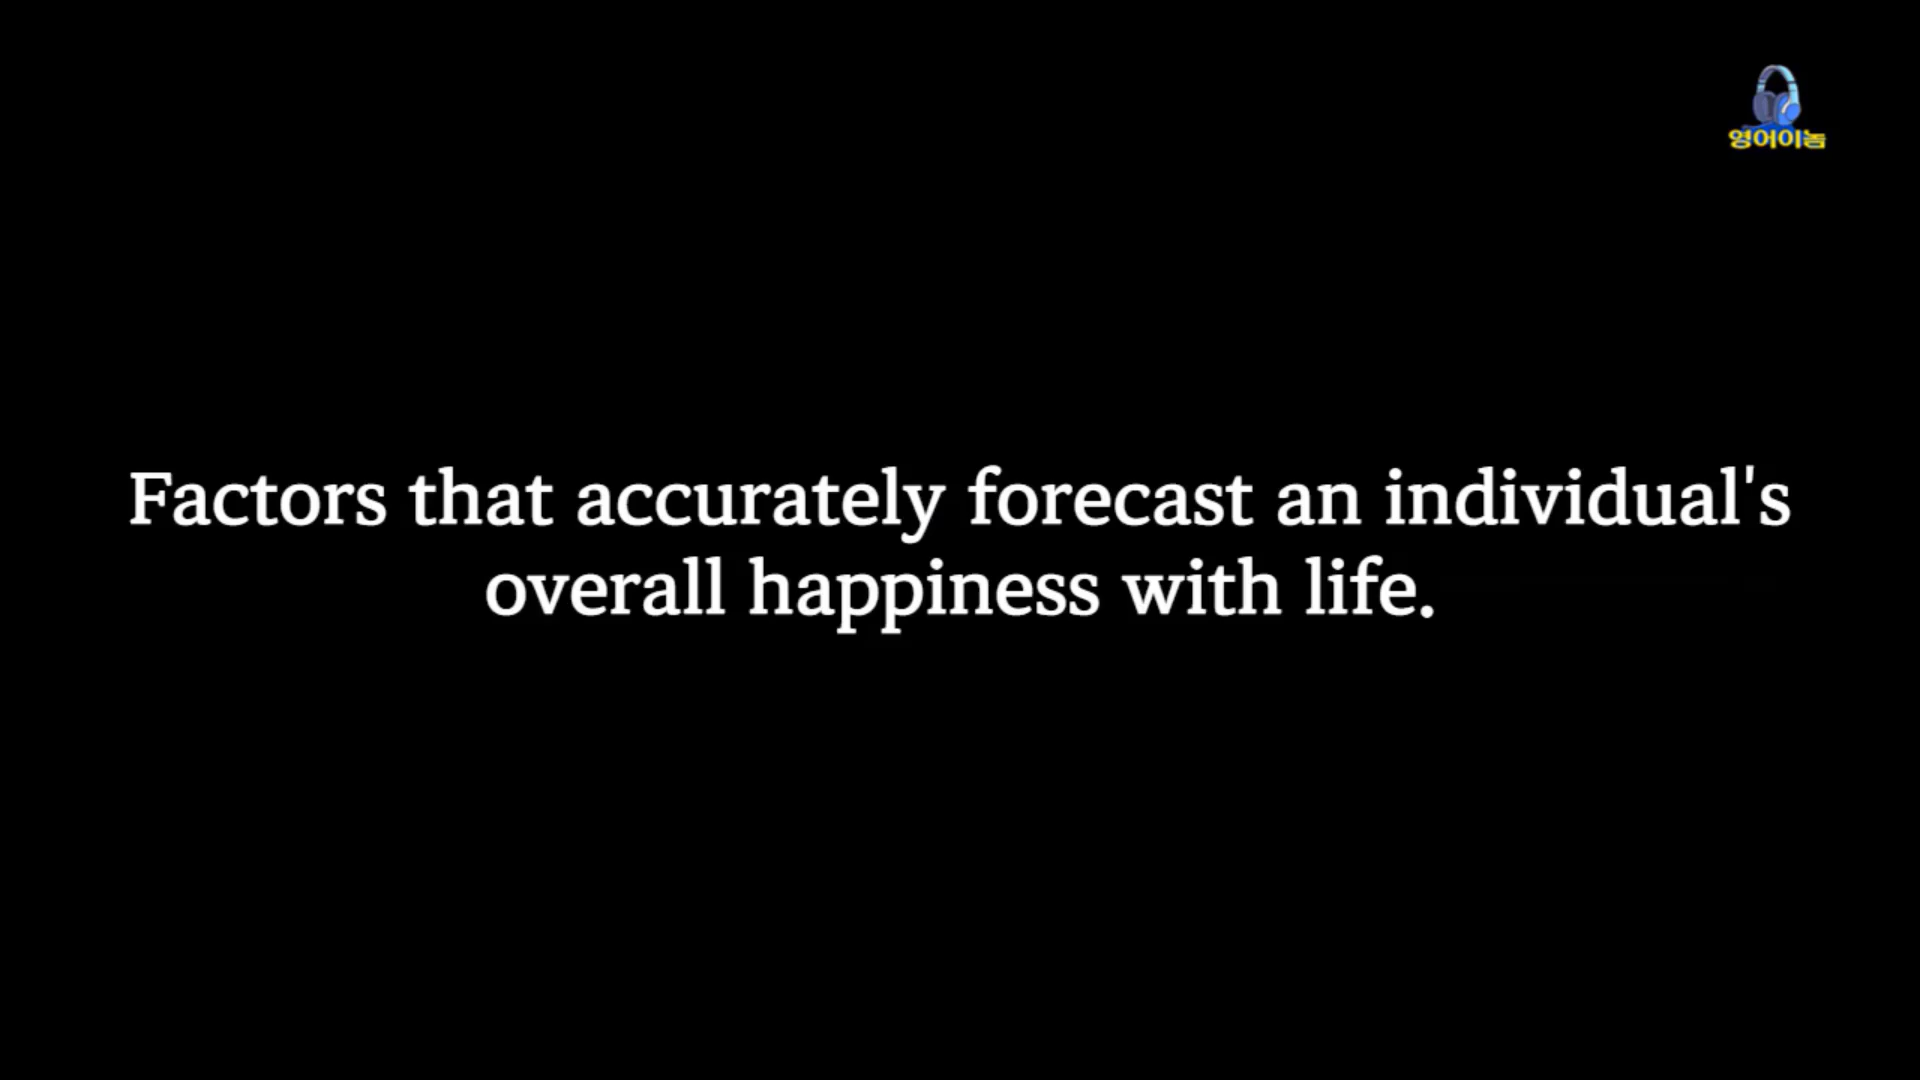 영어이놈
Factors that accurately forecast an individual's
overall happiness with life.